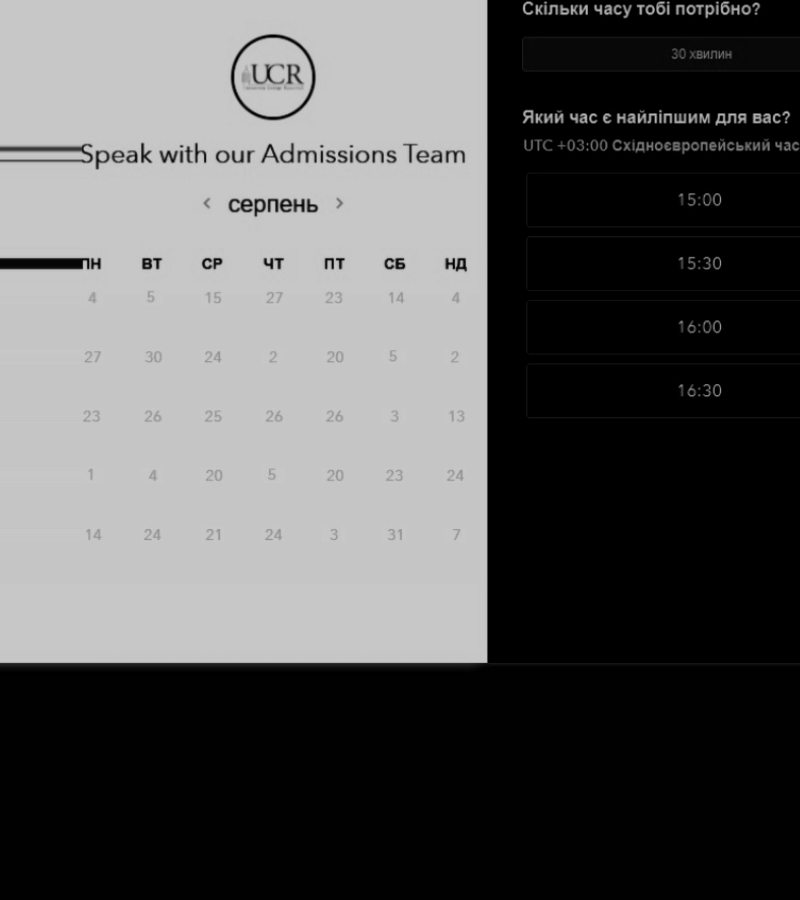 UCR
Speak with our Admissions Team
серпень
ПН ВТ СР ЧТ ПТ СБ НД
4 5 15 27 23 14 4
27 30 24 2 20 5 2
23 26 25 26 26 3 13
1 4 20 5 20 23 24
14 24 21 24 3 31 7
Скільки часу тобі потрібно?
30 хвилин
Який час є найліпшим для вас?
UTC +03:00 Східноєвропейський час
15:00
15:30
16:00
16:30